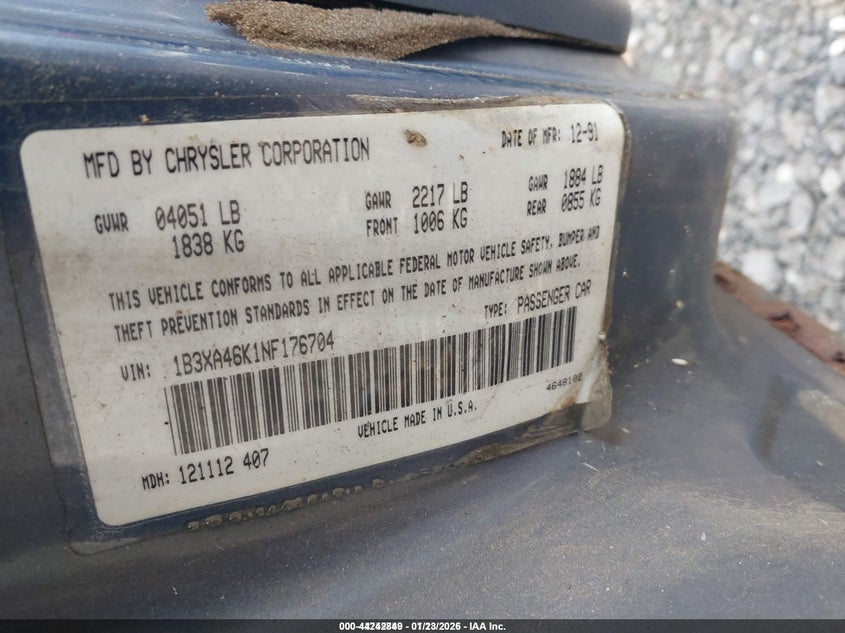 MFD BY CHRYSLER CORPORATION
DATE OF MFR: 12-91
GVWR 04051 LB
1838 KG
GAWR FRONT 2217 LB
1006 KG
GAWR REAR 1884 LB
0855 KG
THIS VEHICLE CONFORMS TO ALL APPLICABLE FEDERAL MOTOR VEHICLE SAFETY, BUMPER AND
THEFT PREVENTION STANDARDS IN EFFECT ON THE DATE OF MANUFACTURE SHOWN ABOVE.
VIN: 1B3XA46K1NF176704
TYPE: PASSENGER CAR
4648102
VEHICLE MADE IN U.S.A.
MDH: 121112 407
000-44242849 - 01/23/2026 - IAA Inc.